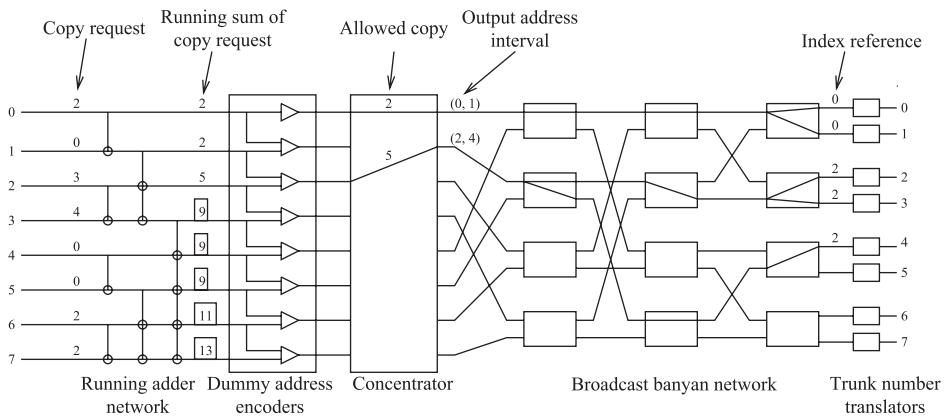 Copy request
Running sum of
copy request
Allowed copy
Output address
interval
Index reference
0
2
2
2
(0, 1)
0
0
0
1
1
0
2
5
(2, 4)
2
3
5
2
2
2
3
3
4
9
4
0
9
2
4
5
0
9
5
6
2
11
6
7
2
13
7
Running adder
network
Dummy address
encoders
Concentrator
Broadcast banyan network
Trunk number
translators